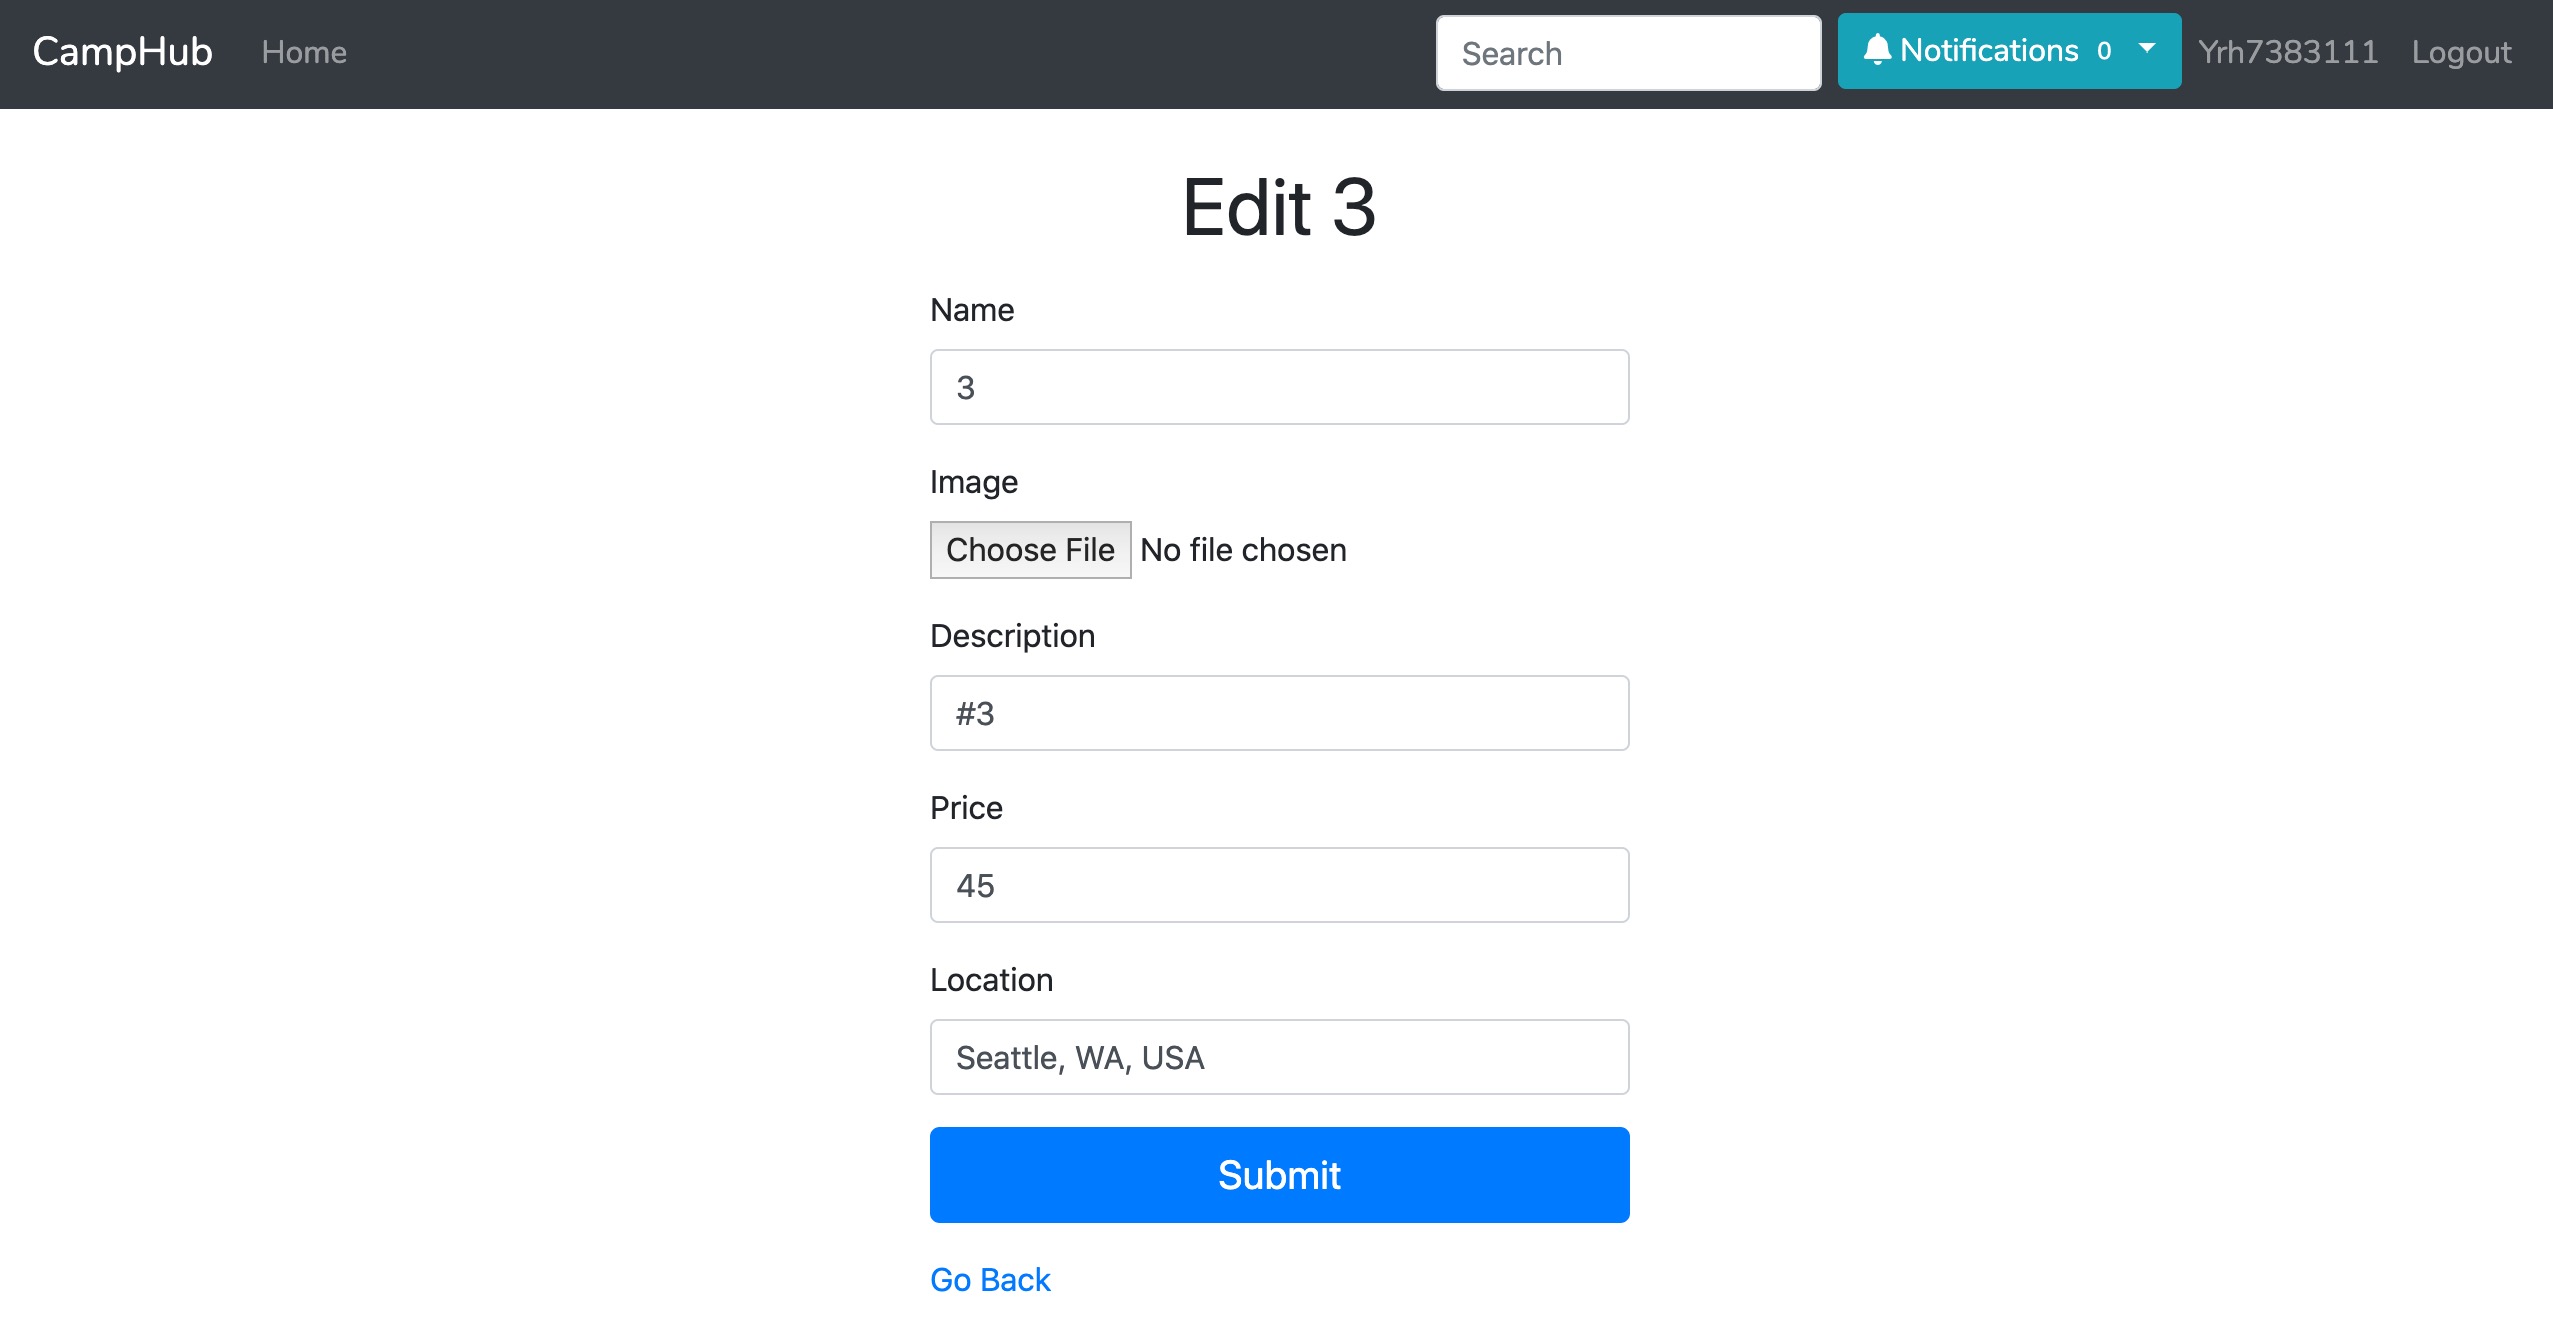 CampHub Home Search Notifications 0 Yrh7383111 Logout
Edit 3
Name
3
Image
Choose File No file chosen
Description
#3
Price
45
Location
Seattle, WA, USA
Submit
Go Back